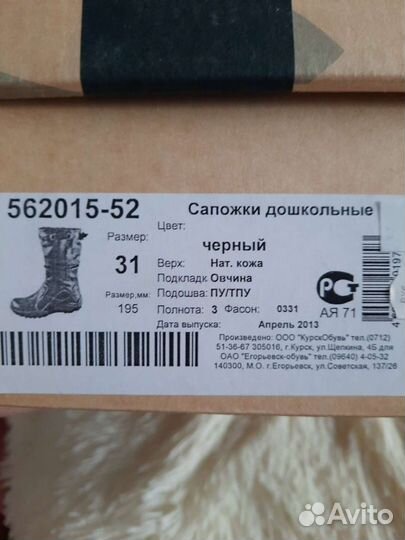 562015-52
Цвет:
Сапожки дошкольные
Размер:
черный
31
Верх: Нат. кожа
Подкладк Овчина
Размер,мм:
Подошва: ПУ/ТПУ
195
Полнота: 3 Фасон: 0331
АЯ 71
Дата выпуска: Апрель 2013
Произведено: ООО "КурскОбувь" тел.(0712)
51-36-67 305016, г.Курск, ул.Щепкина, 4Б для
ОАО "Егорьевск-обувь" тел.(09640) 4-05-32
140300, М.О. г.Егорьевск, ул.Советская, 137/26
Avito